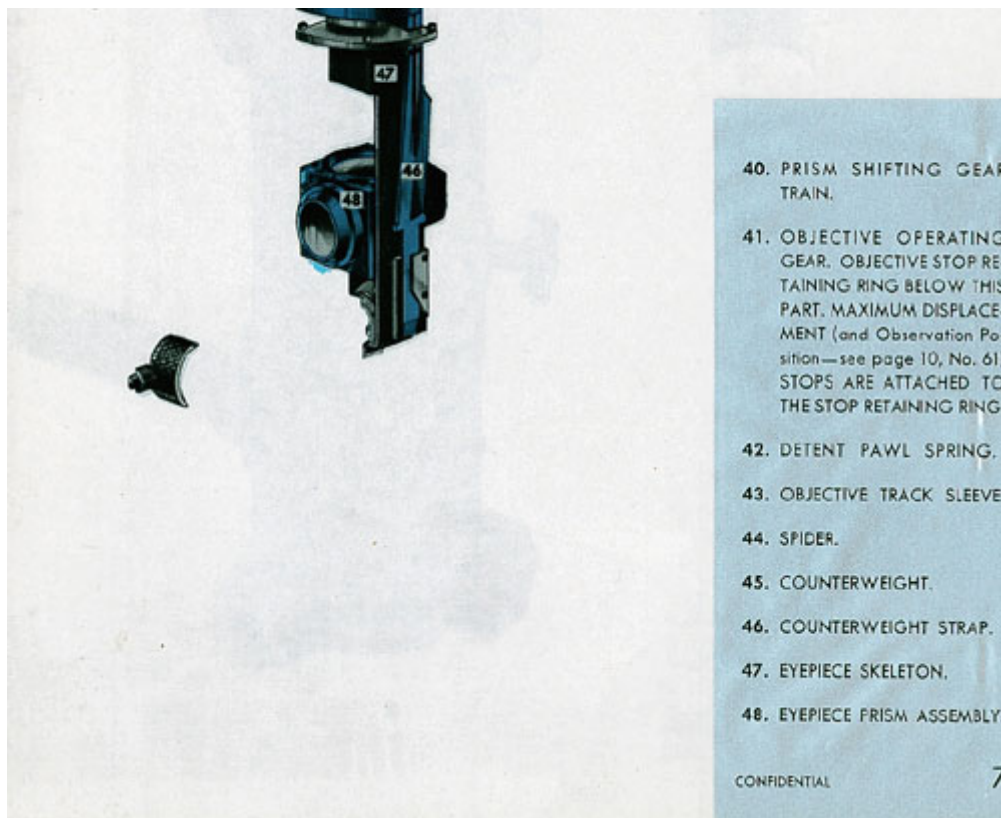 47
46
48
40. PRISM SHIFTING GEAR
TRAIN.
41. OBJECTIVE OPERATING
GEAR. OBJECTIVE STOP RE
TAINING RING BELOW THIS
PART. MAXIMUM DISPLACE
MENT (and Observation Po
sition—see page 10, No. 61
STOPS ARE ATTACHED TO
THE STOP RETAINING RING
42. DETENT PAWL SPRING.
43. OBJECTIVE TRACK SLEEVE
44. SPIDER.
45. COUNTERWEIGHT.
46. COUNTERWEIGHT STRAP.
47. EYEPIECE SKELETON.
48. EYEPIECE PRISM ASSEMBLY
CONFIDENTIAL 7